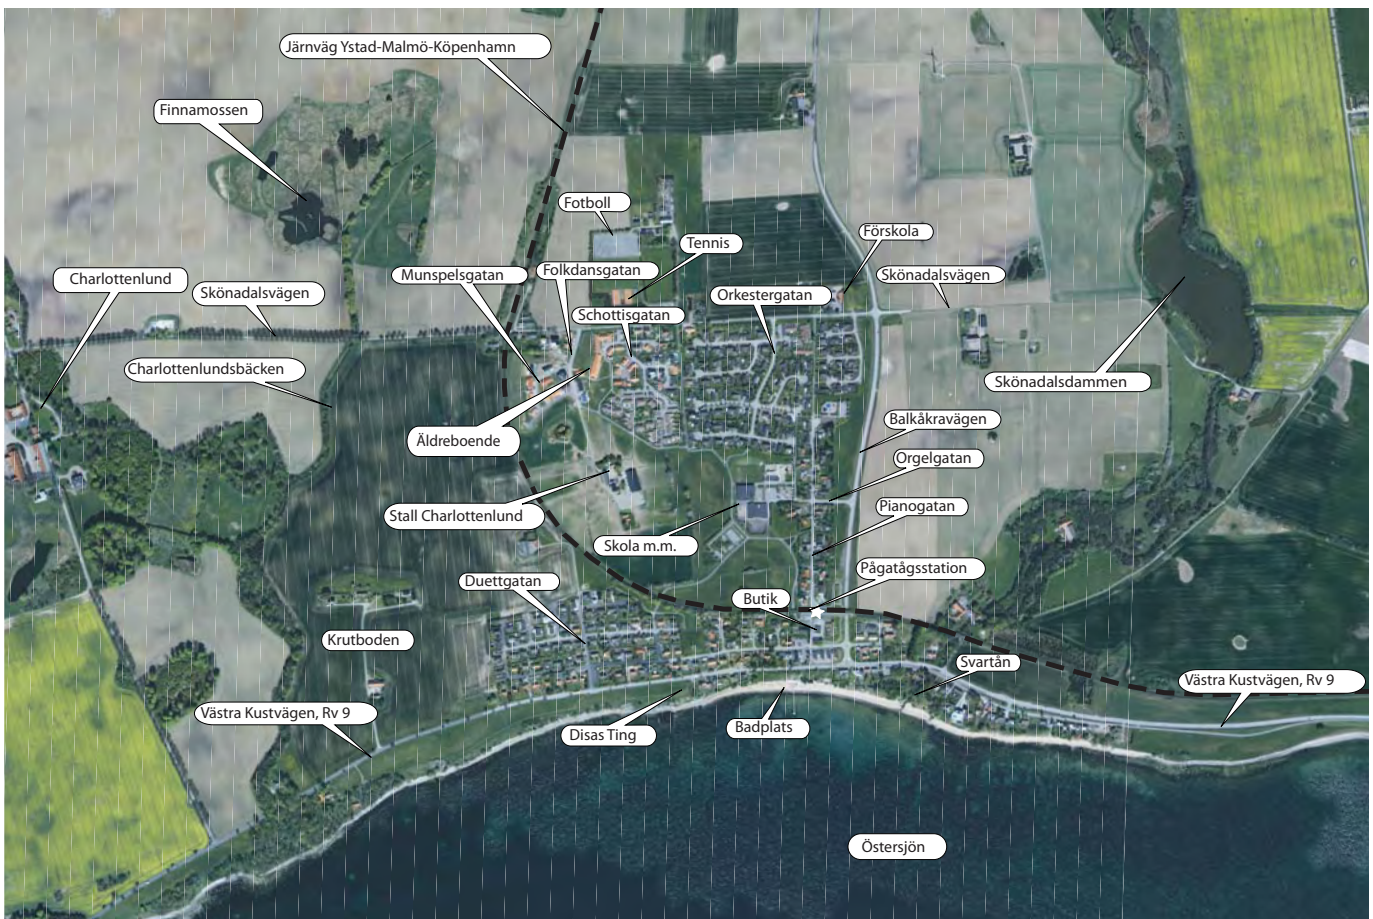 Järnväg Ystad-Malmö-Köpenhamn
Finnamossen
Fotboll
Förskola
Tennis
Folkdansgatan
Munspelsgatan
Skönadalsvägen
Charlottenlund
Skönadalsvägen
Orkestergatan
Schottisgatan
Charlottenlundsbäcken
Skönadalsdammen
Balkåkravägen
Äldreboende
Orgelgatan
Pianogatan
Stall Charlottenlund
Skola m.m.
Pågatågsstation
Duettgatan
Butik
Krutboden
Svartån
Västra Kustvägen, Rv 9
Västra Kustvägen, Rv 9
Badplats
Disas Ting
Östersjön